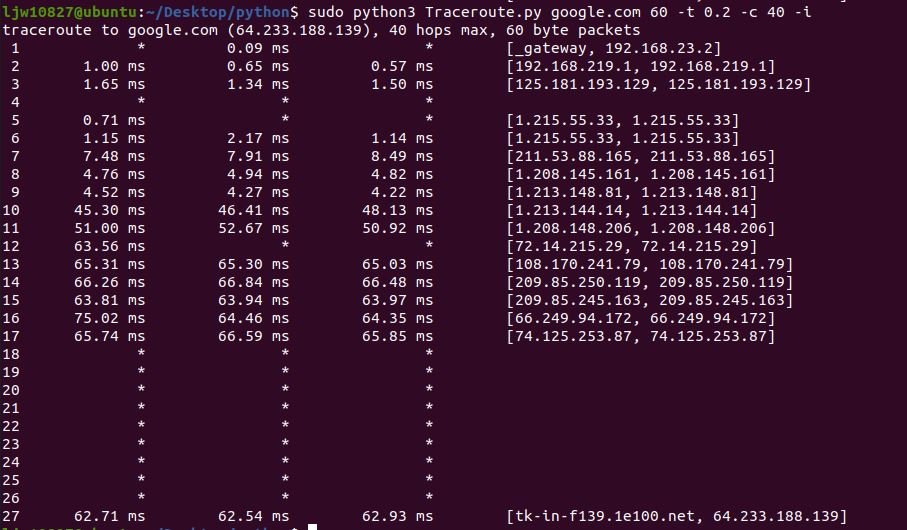 ljw10827@ubuntu:~/Desktop/python$ sudo python3 Traceroute.py google.com 60 -t 0.2 -c 40 -i
traceroute to google.com (64.233.188.139), 40 hops max, 60 byte packets
1 * 0.09 ms [_gateway, 192.168.23.2]
2 1.00 ms 0.65 ms 0.57 ms [192.168.219.1, 192.168.219.1]
3 1.65 ms 1.34 ms 1.50 ms [125.181.193.129, 125.181.193.129]
4 * * *
5 0.71 ms * * [1.215.55.33, 1.215.55.33]
6 1.15 ms 2.17 ms 1.14 ms [1.215.55.33, 1.215.55.33]
7 7.48 ms 7.91 ms 8.49 ms [211.53.88.165, 211.53.88.165]
8 4.76 ms 4.94 ms 4.82 ms [1.208.145.161, 1.208.145.161]
9 4.52 ms 4.27 ms 4.22 ms [1.213.148.81, 1.213.148.81]
10 45.30 ms 46.41 ms 48.13 ms [1.213.144.14, 1.213.144.14]
11 51.00 ms 52.67 ms 50.92 ms [1.208.148.206, 1.208.148.206]
12 63.56 ms * * [72.14.215.29, 72.14.215.29]
13 65.31 ms 65.30 ms 65.03 ms [108.170.241.79, 108.170.241.79]
14 66.26 ms 66.84 ms 66.48 ms [209.85.250.119, 209.85.250.119]
15 63.81 ms 63.94 ms 63.97 ms [209.85.245.163, 209.85.245.163]
16 75.02 ms 64.46 ms 64.35 ms [66.249.94.172, 66.249.94.172]
17 65.74 ms 66.59 ms 65.85 ms [74.125.253.87, 74.125.253.87]
18 * * *
19 * * *
20 * * *
21 * * *
22 * * *
23 * * *
24 * * *
25 * * *
26 * * *
27 62.71 ms 62.54 ms 62.93 ms [tk-in-f139.1e100.net, 64.233.188.139]